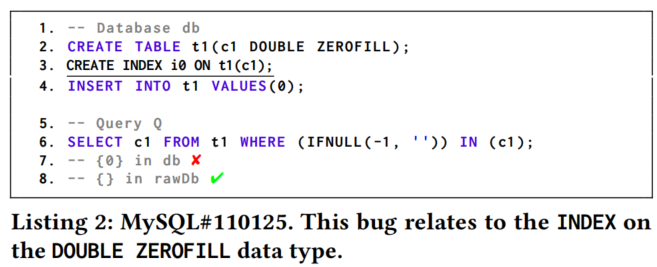 1. -- Database db
2. CREATE TABLE t1(c1 DOUBLE ZEROFILL);
3. CREATE INDEX i0 ON t1(c1);
4. INSERT INTO t1 VALUES(0);
5. -- Query Q
6. SELECT c1 FROM t1 WHERE (IFNULL(-1, '')) IN (c1);
7. -- {0} in db ✘
8. -- {} in rawDb ✔
Listing 2: MySQL#110125. This bug relates to the INDEX on
the DOUBLE ZEROFILL data type.